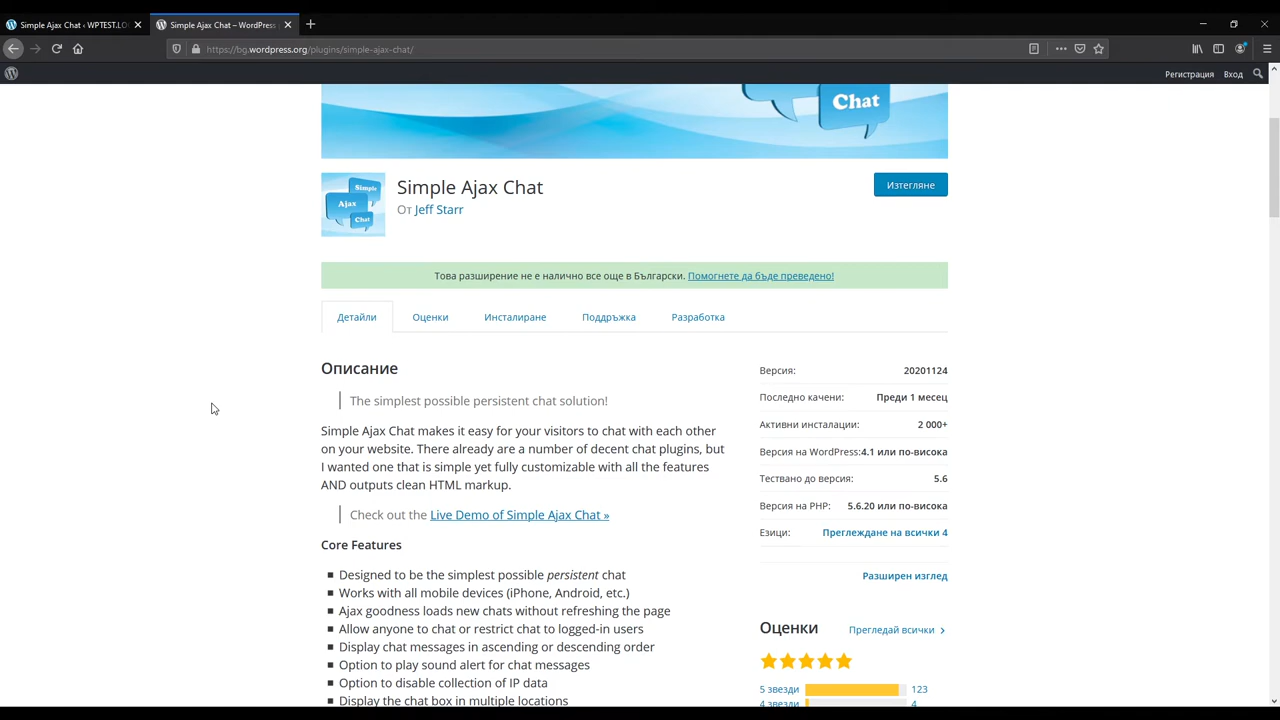 Simple Ajax Chat ‹ WPTEST.LO
Simple Ajax Chat – WordPress
https://bg.wordpress.org/plugins/simple-ajax-chat/
Регистрация
Вход
Chat
Simple
Ajax
Chat
Simple Ajax Chat
От Jeff Starr
Изтегляне
Това разширение не е налично все още в Български. Помогнете да бъде преведено!
Детайли
Оценки
Инсталиране
Поддръжка
Разработка
Описание
The simplest possible persistent chat solution!
Simple Ajax Chat makes it easy for your visitors to chat with each other
on your website. There already are a number of decent chat plugins, but
I wanted one that is simple yet fully customizable with all the features
AND outputs clean HTML markup.
Check out the Live Demo of Simple Ajax Chat »
Core Features
Designed to be the simplest possible persistent chat
Works with all mobile devices (iPhone, Android, etc.)
Ajax goodness loads new chats without refreshing the page
Allow anyone to chat or restrict chat to logged-in users
Display chat messages in ascending or descending order
Option to play sound alert for chat messages
Option to disable collection of IP data
Display the chat box in multiple locations
Версия: 20201124
Последно качени: Преди 1 месец
Активни инсталации: 2 000+
Версия на WordPress: 4.1 или по-висока
Тествано до версия: 5.6
Версия на PHP: 5.6.20 или по-висока
Езици: Преглеждане на всички 4
Разширен изглед
Оценки
Прегледай всички
5 звезди 123
4 звезди 4